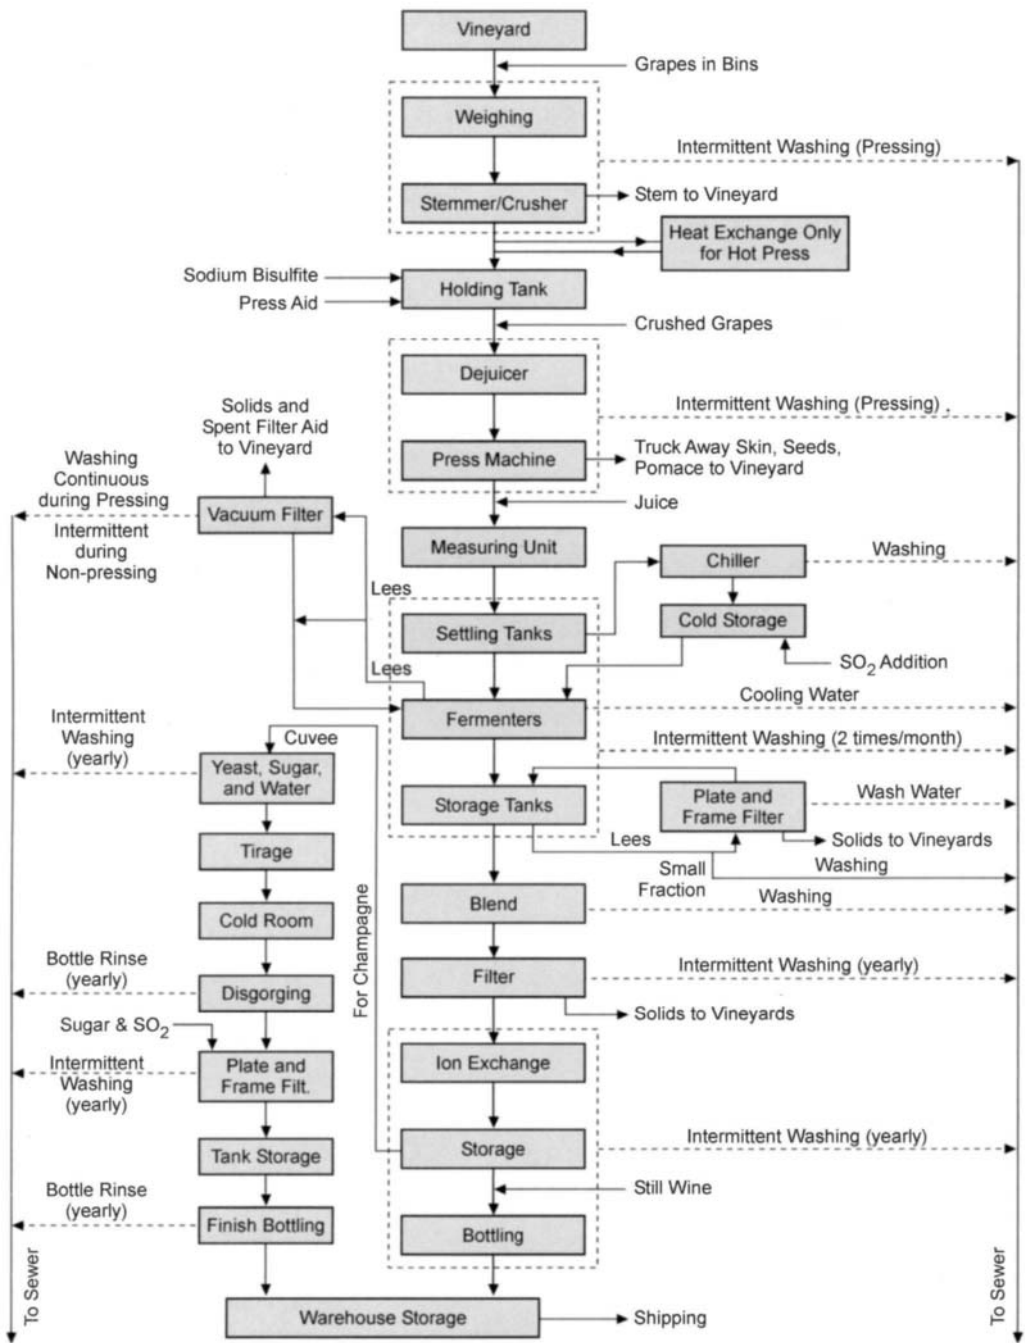 Vineyard
Grapes in Bins
Weighing
Intermittent Washing (Pressing)
Stemmer/Crusher
Stem to Vineyard
Heat Exchange Only
for Hot Press
Sodium Bisulfite
Press Aid
Holding Tank
Crushed Grapes
Dejuicer
Intermittent Washing (Pressing)
Solids and
Spent Filter Aid
to Vineyard
Press Machine
Truck Away Skin, Seeds,
Pomace to Vineyard
Washing
Continuous
during Pressing
Vacuum Filter
Juice
Intermittent
during
Non-pressing
Measuring Unit
Chiller
Washing
Lees
Settling Tanks
Cold Storage
SO2 Addition
Lees
Fermenters
Cooling Water
Intermittent
Washing
(yearly)
Cuvee
Intermittent Washing (2 times/month)
Yeast, Sugar,
and Water
Storage Tanks
Plate and
Frame Filter
Wash Water
Solids to Vineyards
Lees
Small
Fraction
Washing
Tirage
Cold Room
For Champagne
Blend
Washing
Bottle Rinse
(yearly)
Disgorging
Filter
Intermittent Washing (yearly)
Solids to Vineyards
Sugar & SO2
Intermittent
Washing
(yearly)
Plate and
Frame Filt.
Ion Exchange
Tank Storage
Storage
Intermittent Washing (yearly)
Still Wine
Bottle Rinse
(yearly)
Finish Bottling
Bottling
To Sewer
Warehouse Storage
Shipping
To Sewer